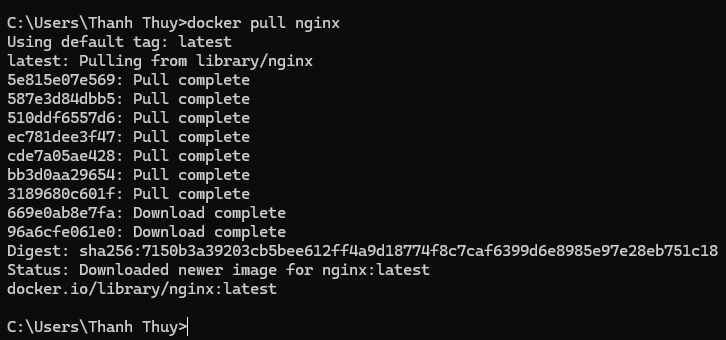 C:\Users\Thanh Thuy>docker pull nginx
Using default tag: latest
latest: Pulling from library/nginx
5e815e07e569: Pull complete
587e3d84dbb5: Pull complete
510ddf6557d6: Pull complete
ec781dee3f47: Pull complete
cde7a05ae428: Pull complete
bb3d0aa29654: Pull complete
3189680c601f: Pull complete
669e0ab8e7fa: Download complete
96a6cfe061e0: Download complete
Digest: sha256:7150b3a39203cb5bee612ff4a9d18774f8c7caf6399d6e8985e97e28eb751c18
Status: Downloaded newer image for nginx:latest
docker.io/library/nginx:latest
C:\Users\Thanh Thuy>